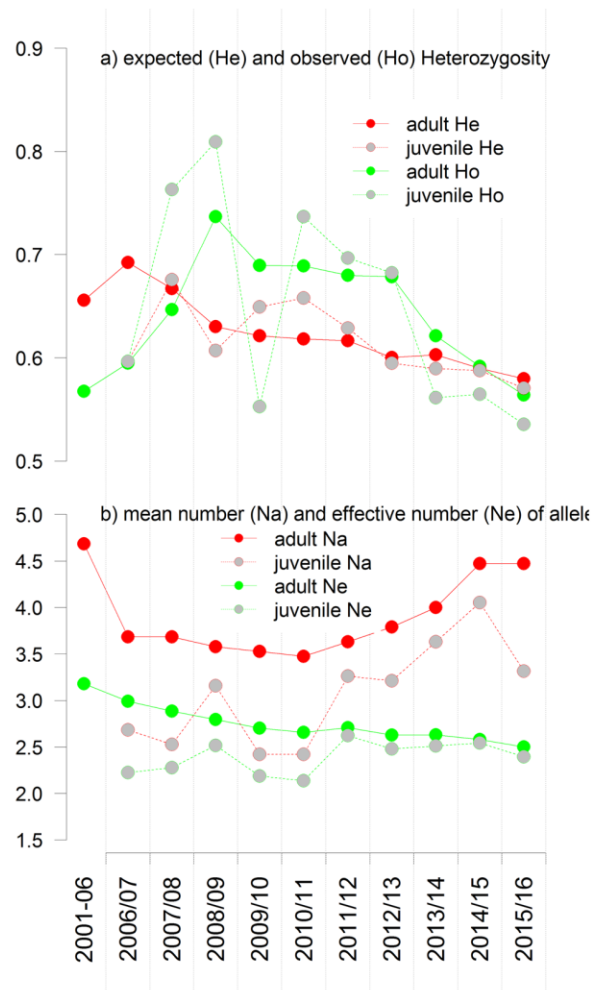 0.9
a) expected (He) and observed (Ho) Heterozygosity
adult He
juvenile He
adult Ho
juvenile Ho
0.8
0.7
0.6
0.5
b) mean number (Na) and effective number (Ne) of allele
5.0
adult Na
juvenile Na
adult Ne
juvenile Ne
4.5
4.0
3.5
3.0
2.5
2.0
1.5
2001-06
2006/07
2007/08
2008/09
2009/10
2010/11
2011/12
2012/13
2013/14
2014/15
2015/16